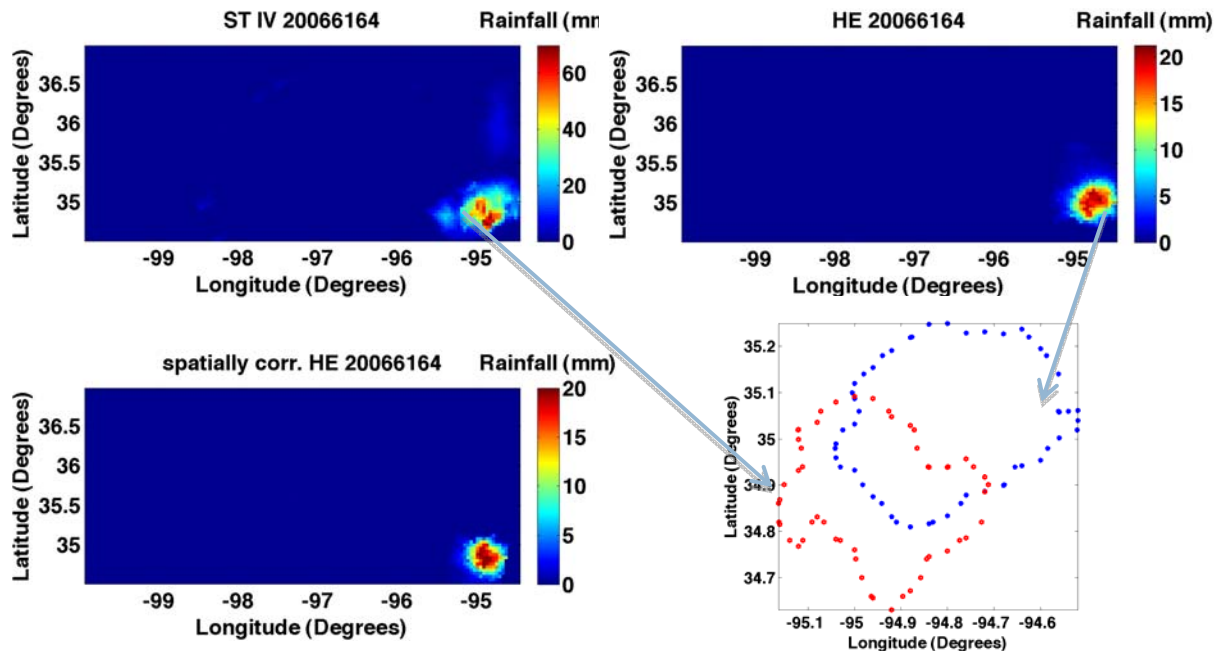 ST IV 20066164
Rainfall (mm
Latitude (Degrees)
36.5
36
35.5
35
60
40
20
0
-99 -98 -97 -96 -95
Longitude (Degrees)
HE 20066164
Rainfall (mm)
Latitude (Degrees)
36.5
36
35.5
35
20
15
10
5
0
-99 -98 -97 -96 -95
Longitude (Degrees)
spatially corr. HE 20066164
Rainfall (mm)
Latitude (Degrees)
36.5
36
35.5
35
20
15
10
5
0
-99 -98 -97 -96 -95
Longitude (Degrees)
Latitude (Degrees)
35.2
35.1
35
34.9
34.8
34.7
-95.1 -95 -94.9 -94.8 -94.7 -94.6
Longitude (Degrees)